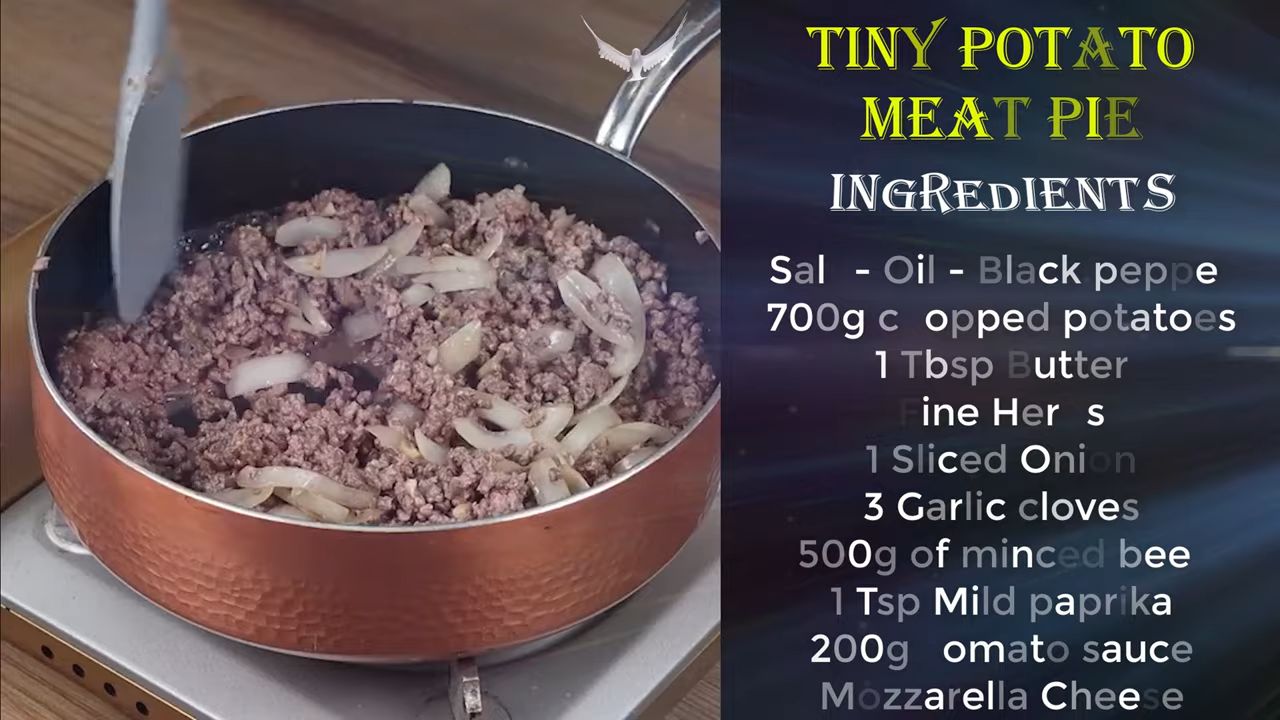 TINY POTATO
MEAT PIE
INGREDIENTS
Sal - Oil - Black peppe
700g c opped potatoes
1 Tbsp Butter
Fine Her s
1 Sliced Onion
3 Garlic cloves
500g of minced bee
1 Tsp Mild paprika
200g omato sauce
Mozzarella Cheese